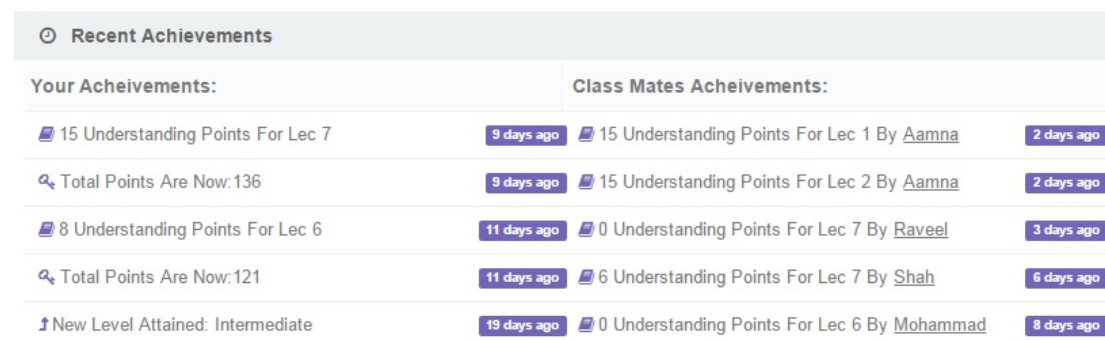 Recent Achievements
Your Acheivements:
Class Mates Acheivements:
15 Understanding Points For Lec 7 9 days ago
15 Understanding Points For Lec 1 By Aamna 2 days ago
Total Points Are Now:136 9 days ago
15 Understanding Points For Lec 2 By Aamna 2 days ago
8 Understanding Points For Lec 6 11 days ago
0 Understanding Points For Lec 7 By Raveel 3 days ago
Total Points Are Now:121 11 days ago
6 Understanding Points For Lec 7 By Shah 6 days ago
New Level Attained: Intermediate 19 days ago
0 Understanding Points For Lec 6 By Mohammad 8 days ago